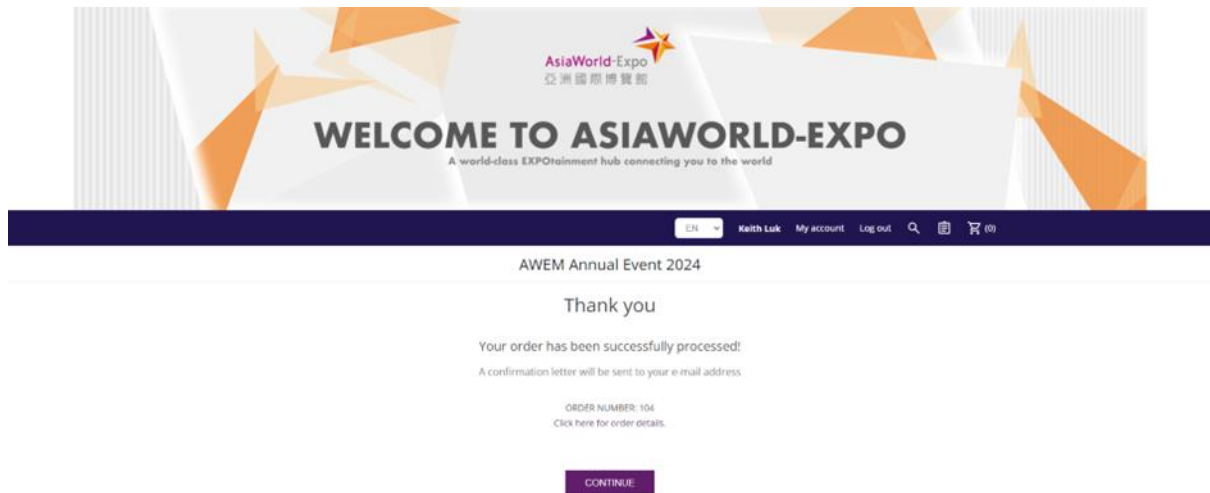 AsiaWorld-Expo
亞洲國際博覽館
WELCOME TO ASIAWORLD-EXPO
A world-class EXPOtainment hub connecting you to the world
EN Keith Luk My account Log out (0)
AWEM Annual Event 2024
Thank you
Your order has been successfully processed!
A confirmation letter will be sent to your e-mail address
ORDER NUMBER: 104
Click here for order details.
CONTINUE